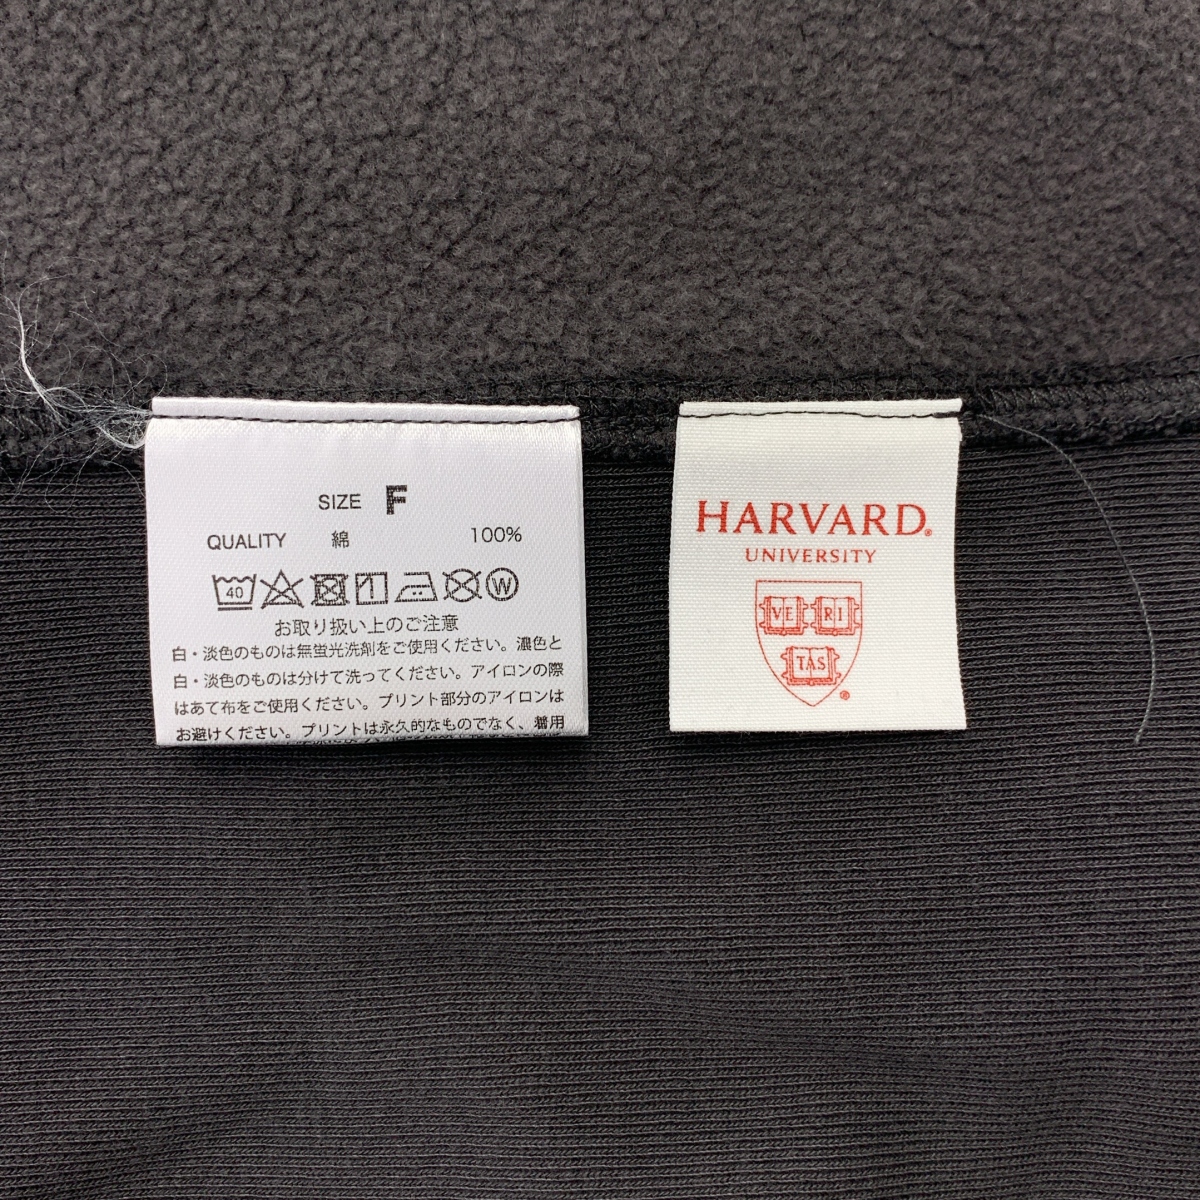 SIZE F
QUALITY 綿 100%
40 W
お取り扱い上のご注意
白・淡色のものは無蛍光洗剤をご使用ください。濃色と
白・淡色のものは分けて洗ってください。アイロンの際
はあて布をご使用ください。プリント部分のアイロンは
お避けください。プリントは永久的なものでなく、着用
HARVARD®
UNIVERSITY
VE RI
TAS
®